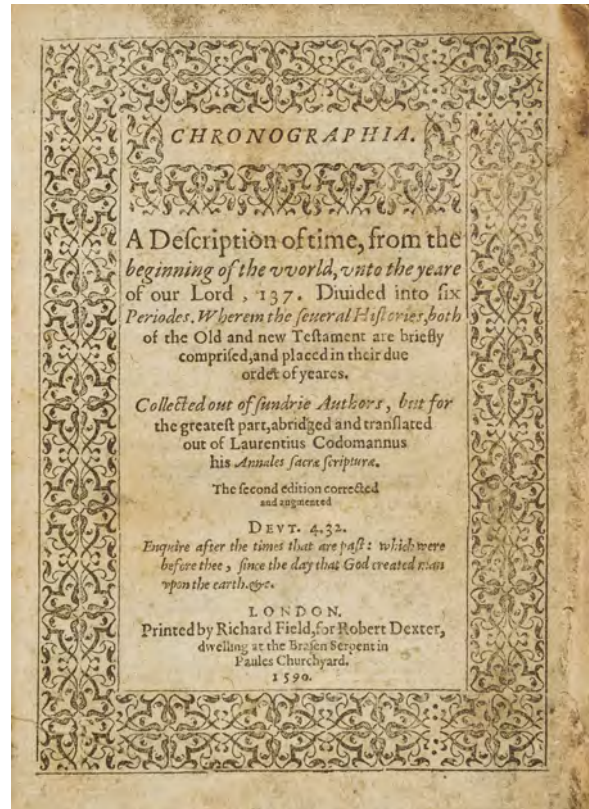 CHRONOGRAPHIA.
A Deſcription of time, from the
beginning of the vvorld, vnto the yeare
of our Lord, 137. Diuided into ſix
Periodes. Wherein the ſeueral Hiſtories, both
of the Old and new Teſtament are briefly
compriſed, and placed in their due
order of yeares.
Collected out of ſundrie Authors, but for
the greateſt part, abridged and tranſlated
out of Laurentius Codomannus
his Annales ſacræ ſcripturæ.
The ſecond edition corrected
and augmented
DEVT. 4.32.
Enquire after the times that are paſt: which were
before thee, ſince the day that God created man
vpon the earth.&c.
LONDON.
Printed by Richard Field, for Robert Dexter,
dwelling at the Braſen Serpent in
Paules Churchyard.
1590.